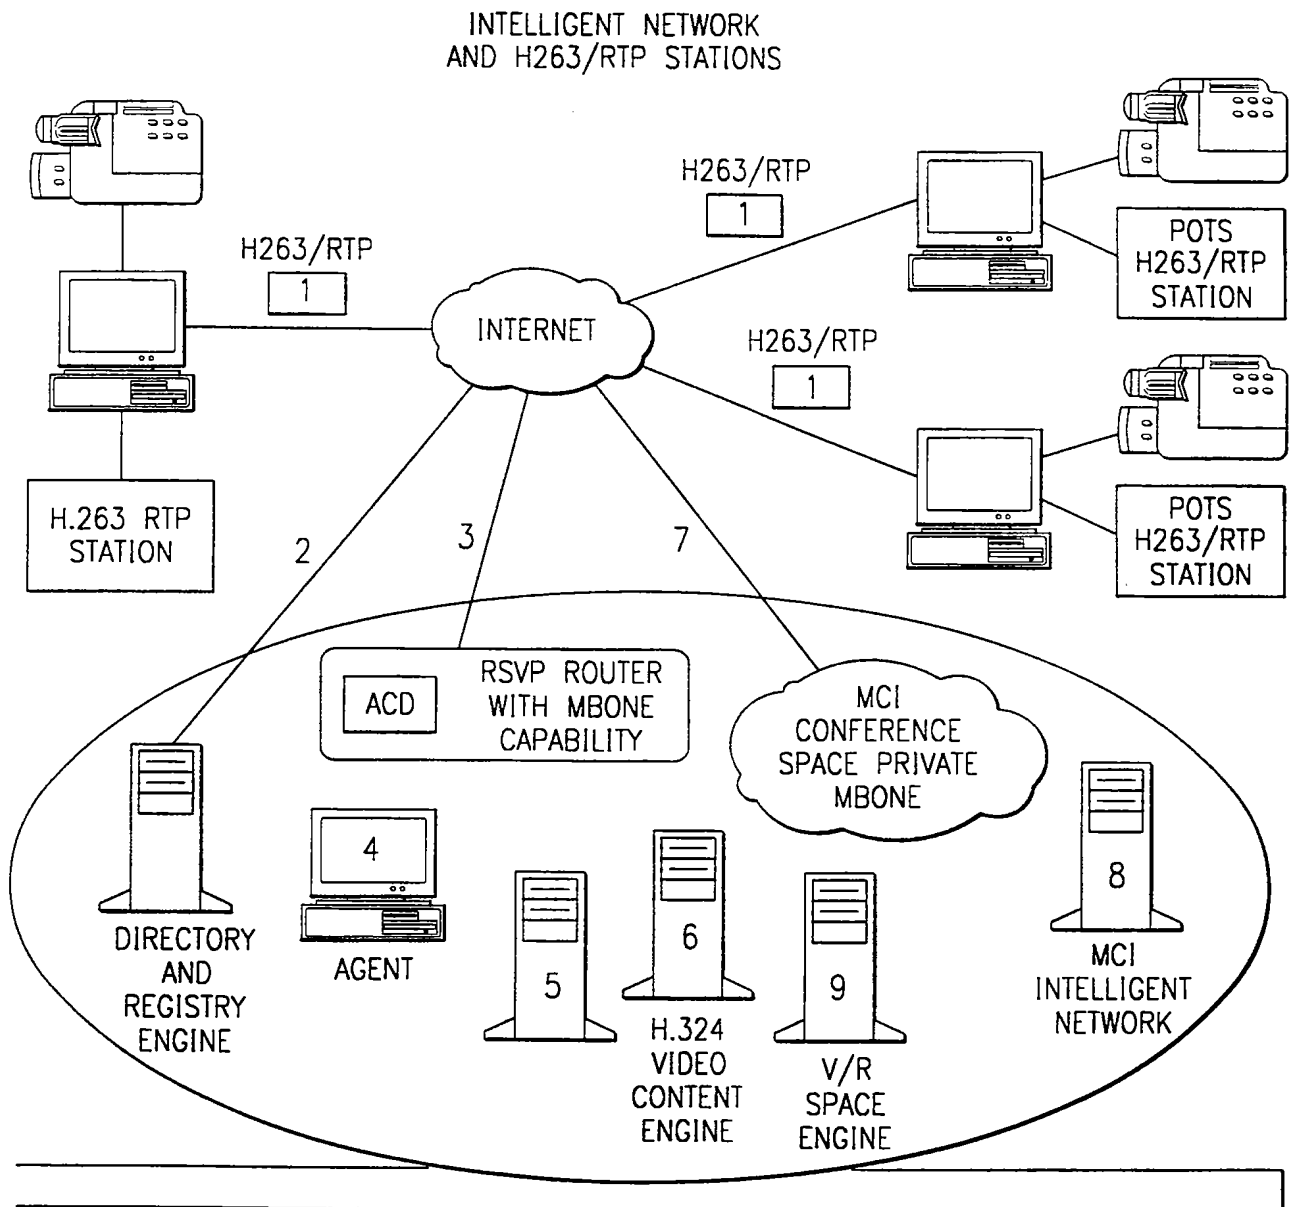 INTELLIGENT NETWORK
AND H263/RTP STATIONS
H263/RTP
1
H263/RTP
1
POTS
H263/RTP
STATION
INTERNET
H263/RTP
1
H.263 RTP
STATION
POTS
H263/RTP
STATION
2
3
7
ACD
RSVP ROUTER
WITH MBONE
CAPABILITY
MCI
CONFERENCE
SPACE PRIVATE
MBONE
4
AGENT
DIRECTORY
AND
REGISTRY
ENGINE
5
6
H.324
VIDEO
CONTENT
ENGINE
9
V/R
SPACE
ENGINE
8
MCI
INTELLIGENT
NETWORK